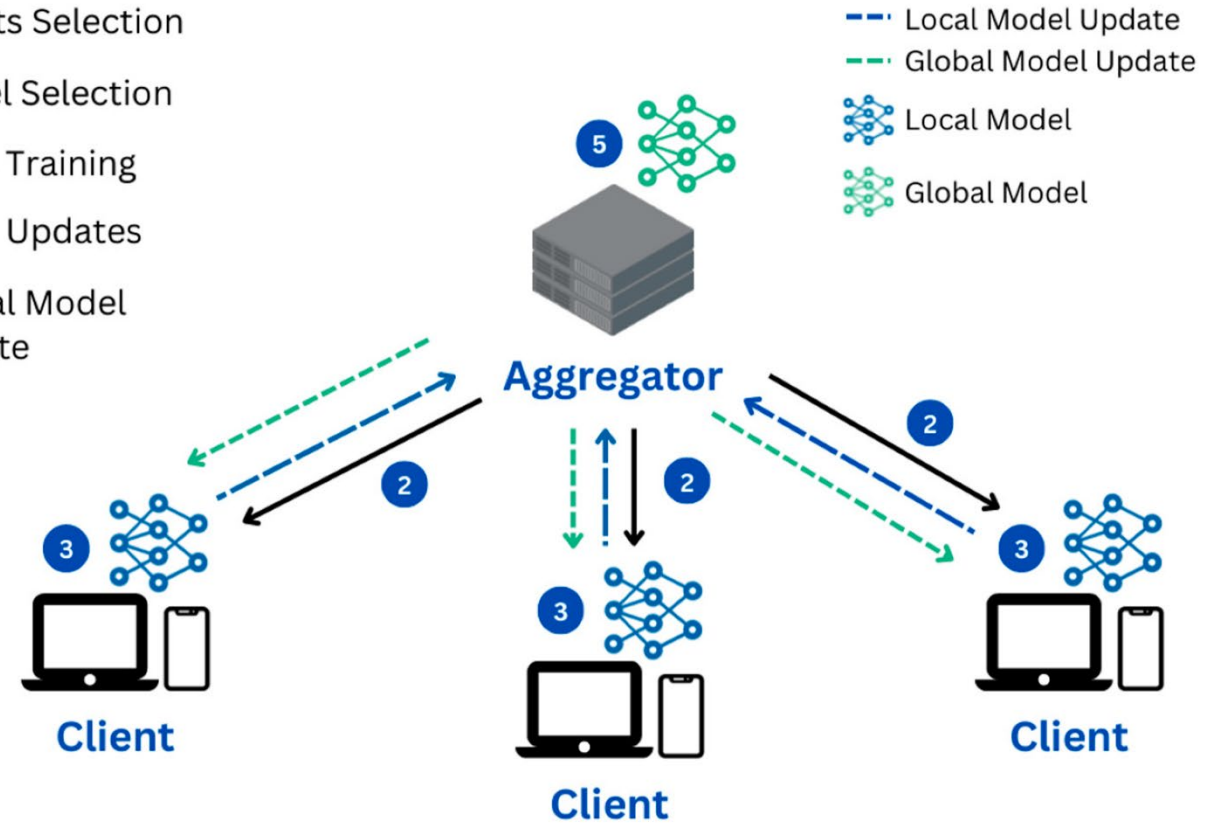 ts Selection
el Selection
Training
Updates
al Model
te
Local Model Update
Global Model Update
Local Model
Global Model
5
Aggregator
2
2
2
3
3
3
Client
Client
Client